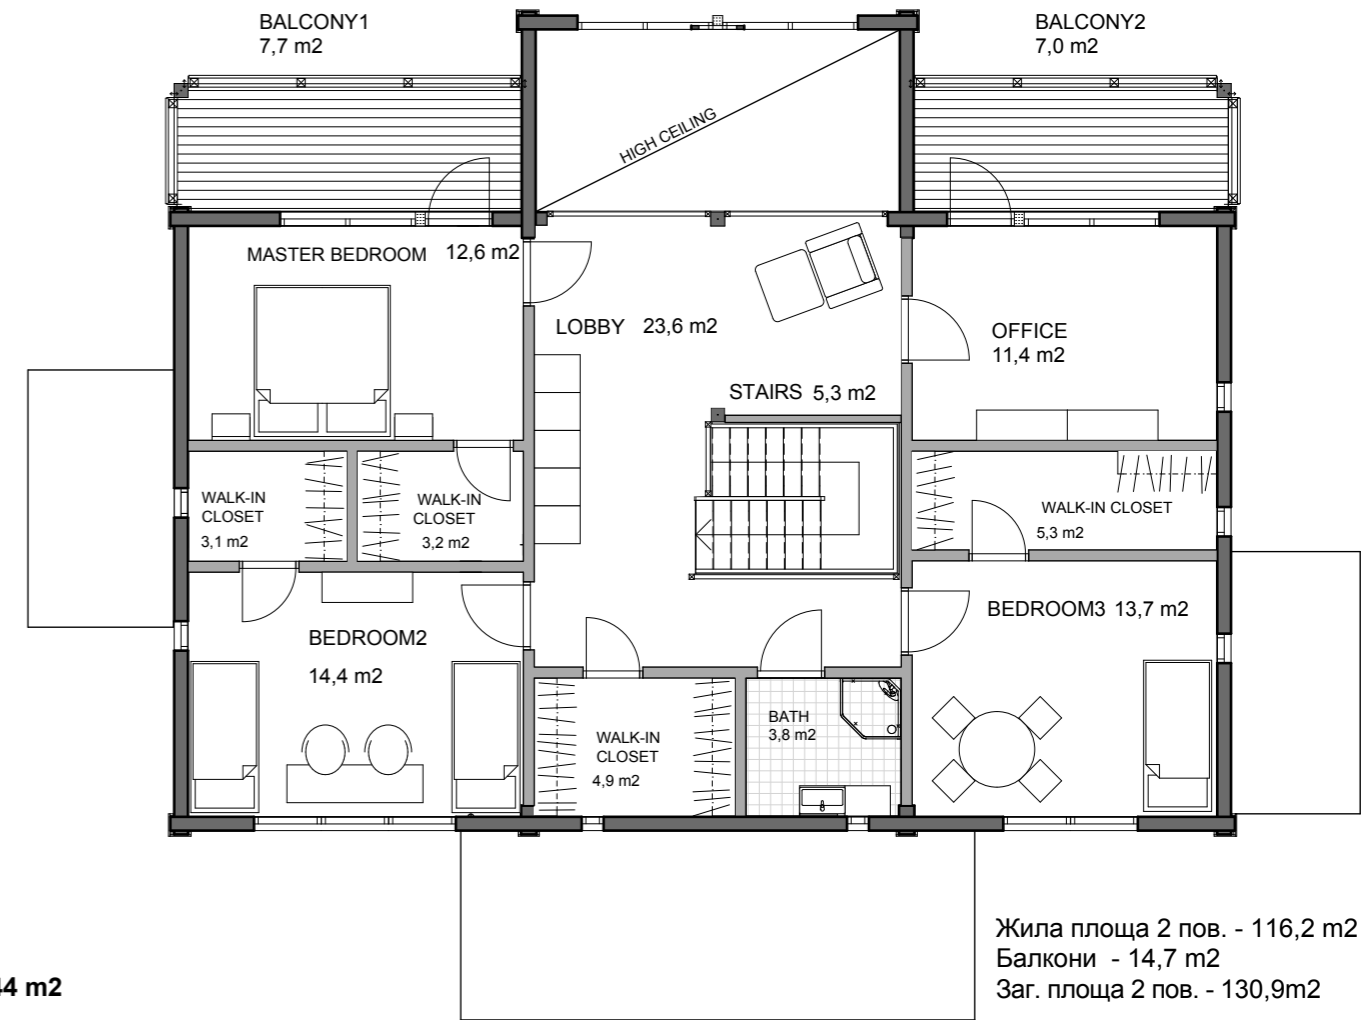 BALCONY1
7,7 m2
BALCONY2
7,0 m2
HIGH CEILING
MASTER BEDROOM 12,6 m2
LOBBY 23,6 m2
OFFICE
11,4 m2
STAIRS 5,3 m2
WALK-IN
CLOSET
3,1 m2
WALK-IN
CLOSET
3,2 m2
WALK-IN CLOSET
5,3 m2
BEDROOM2
14,4 m2
BEDROOM3 13,7 m2
WALK-IN
CLOSET
4,9 m2
BATH
3,8 m2
Жила площа 2 пов. - 116,2 m2
Балкони - 14,7 m2
Заг. площа 2 пов. - 130,9m2
4 m2